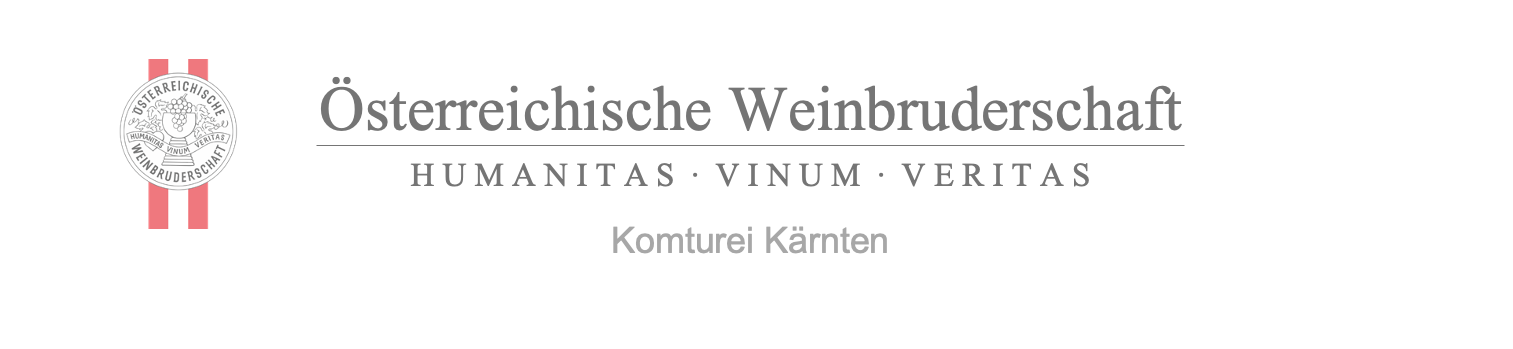 ÖSTERREICHISCHE
HUMANITAS VINUM VERITAS
WEINBRUDERSCHAFT
Österreichische Weinbruderschaft
HUMANITAS · VINUM · VERITAS
Komturei Kärnten